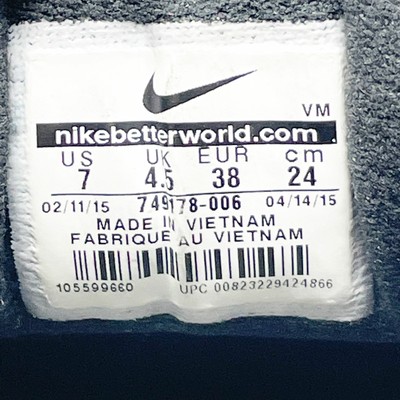 VM
nikebetterworld.com
US UK EUR cm
7 4.5 38 24
02/11/15 749178-006 04/14/15
MADE IN VIETNAM
FABRIQUE AU VIETNAM
105599660 UPC 00823229424866